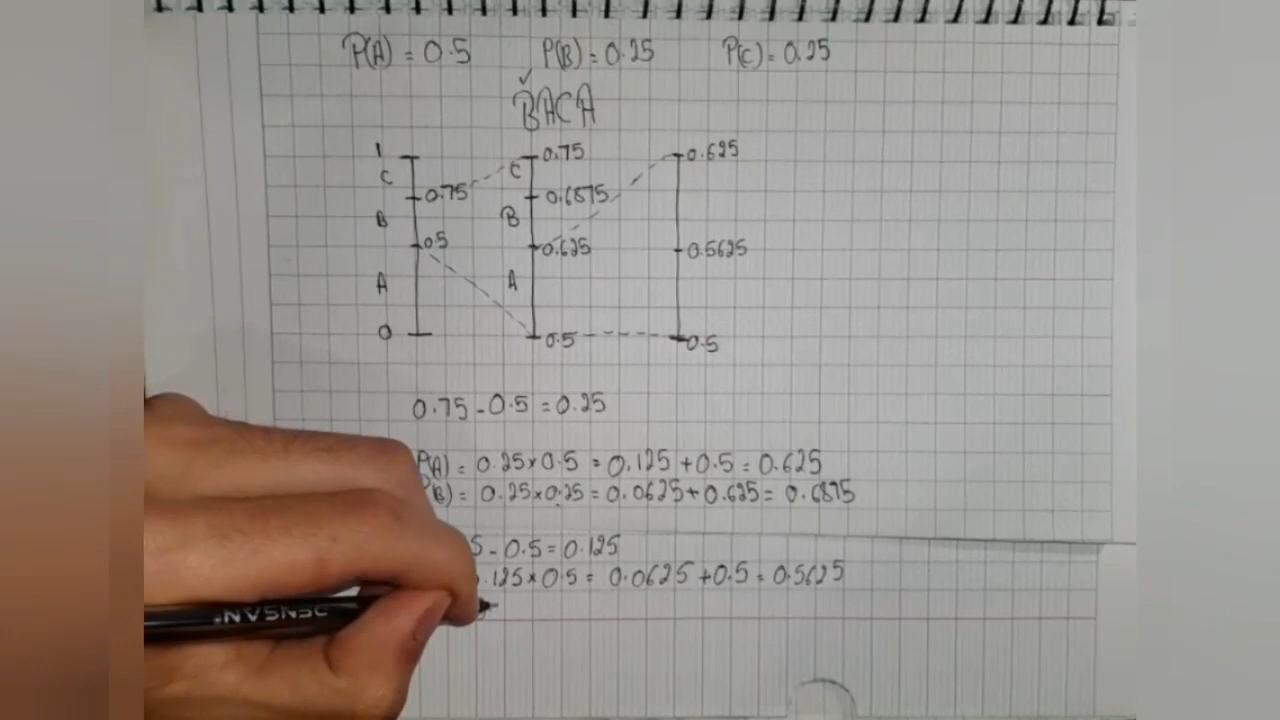 P(A) = 0.5 P(B) = 0.25 P(C) = 0.25
✓
BACA
1 0.75 0.625
C C
0.75 0.6875
B B
0.5 0.625 0.5625
A A
0 0.5 0.5
0.75 - 0.5 = 0.25
P(A) = 0.25 × 0.5 = 0.125 + 0.5 = 0.625
P(B) = 0.25 × 0.25 = 0.0625 + 0.625 = 0.6875
5 - 0.5 = 0.125
.125 × 0.5 = 0.0625 + 0.5 = 0.5625